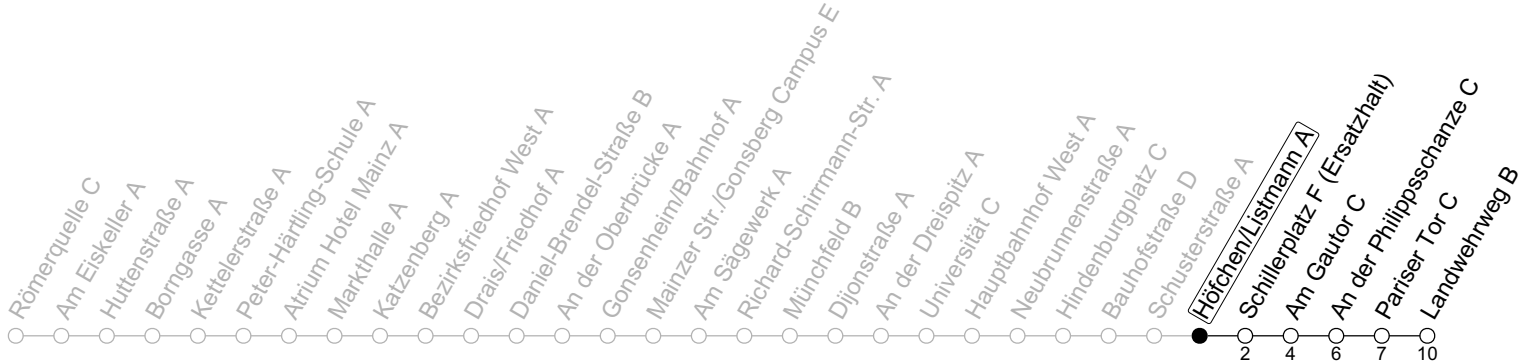 Römerquelle C
Am Eiskeller A
Huttenstraße A
Borngasse A
Kettelerstraße A
Peter-Härtling-Schule A
Atrium Hotel Mainz A
Markthalle A
Katzenberg A
Bezirksfriedhof West A
Drais/Friedhof A
Daniel-Brendel-Straße B
An der Oberbrücke A
Gonsenheim/Bahnhof A
Mainzer Str./Gonsberg Campus E
Am Sägewerk A
Richard-Schirrmann-Str. A
Münchfeld B
Dijonstraße A
An der Dreispitz A
Universität C
Hauptbahnhof West A
Neubrunnenstraße A
Hindenburgplatz C
Bauhofstraße D
Schusterstraße A
Höfchen/Listmann A
Schillerplatz F (Ersatzhalt)
Am Gautor C
An der Philippsschanze C
Pariser Tor C
Landwehrweg B
2 4 6 7 10